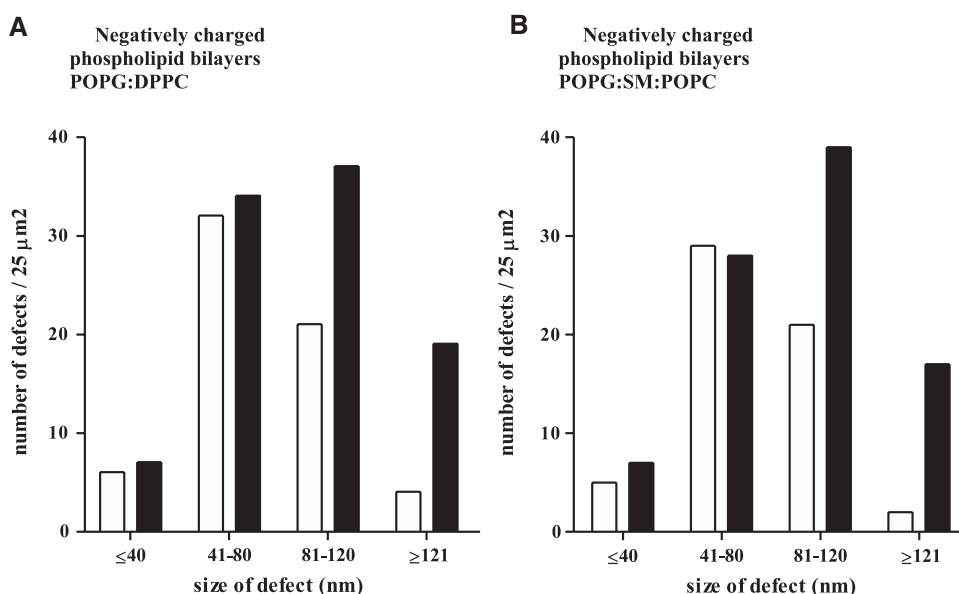 A
Negatively charged
phospholipid bilayers
POPG:DPPC
number of defects / 25 μm2
40
30
20
10
0
≤40 41-80 81-120 ≥121
size of defect (nm)
B
Negatively charged
phospholipid bilayers
POPG:SM:POPC
number of defects / 25 μm2
40
30
20
10
0
≤40 41-80 81-120 ≥121
size of defect (nm)